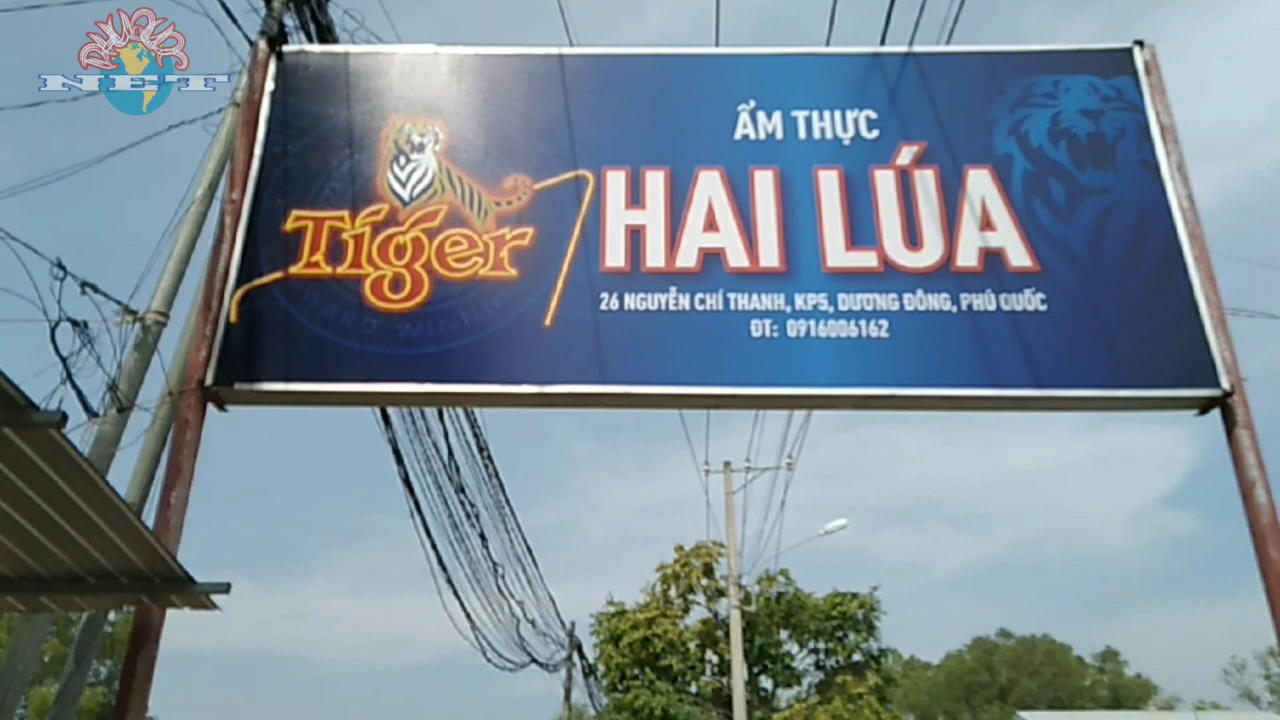 NET
Tiger
ẨM THỰC
HAI LÚA
26 NGUYỄN CHÍ THANH, KP5, DƯƠNG ĐÔNG, PHÚ QUỐC
ĐT: 0916006162